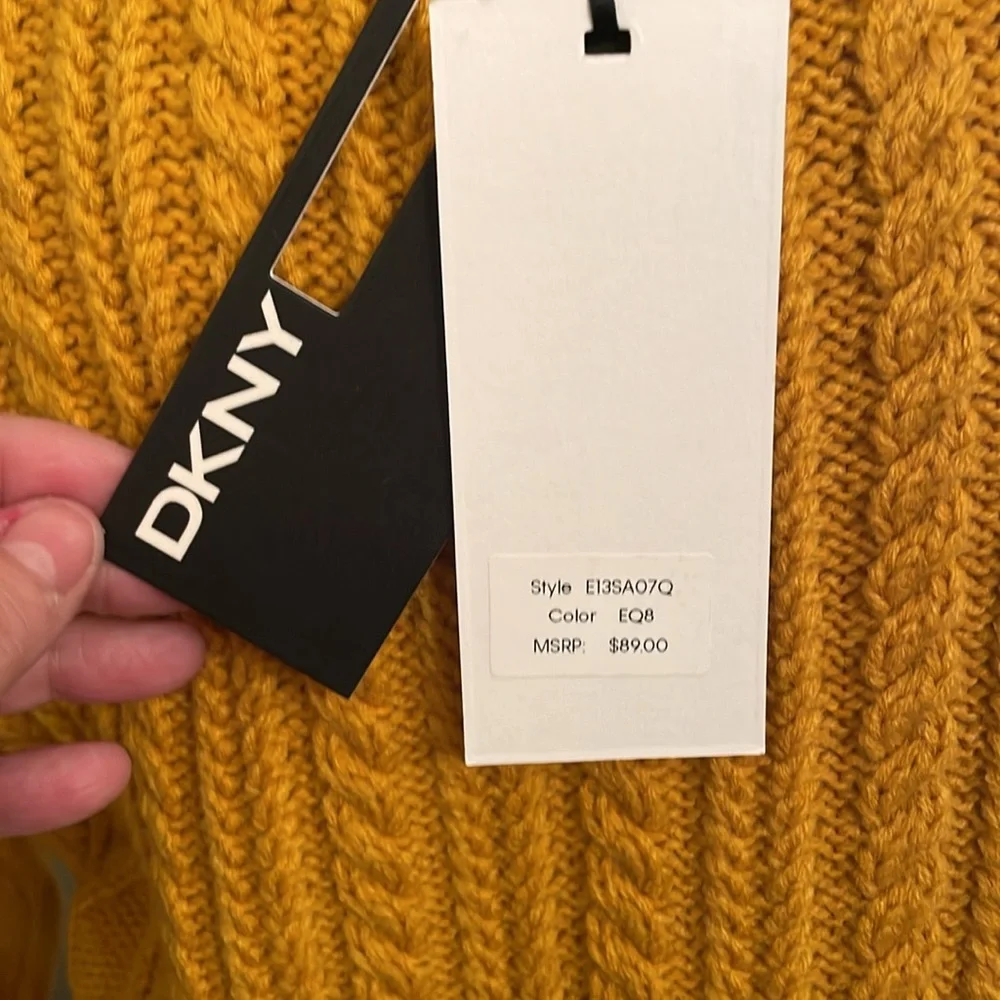 DKNY
Style E13SA07Q
Color EQ8
MSRP: $89.00